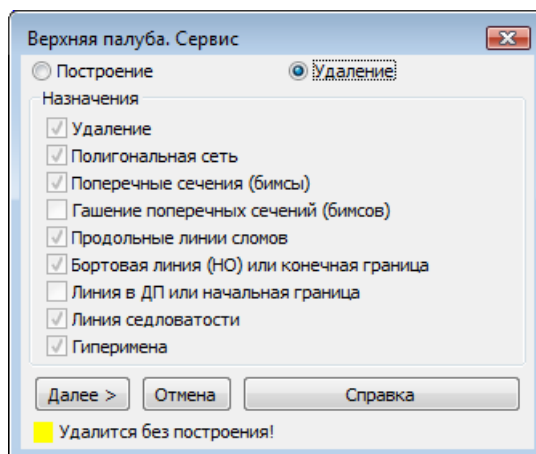 Верхняя палуба. Сервис
Построение Удаление
Назначения
Удаление
Полигональная сеть
Поперечные сечения (бимсы)
Гашение поперечных сечений (бимсов)
Продольные линии сломов
Бортовая линия (НО) или конечная граница
Линия в ДП или начальная граница
Линия седловатости
Гиперимена
Далее > Отмена Справка
Удалится без построения!